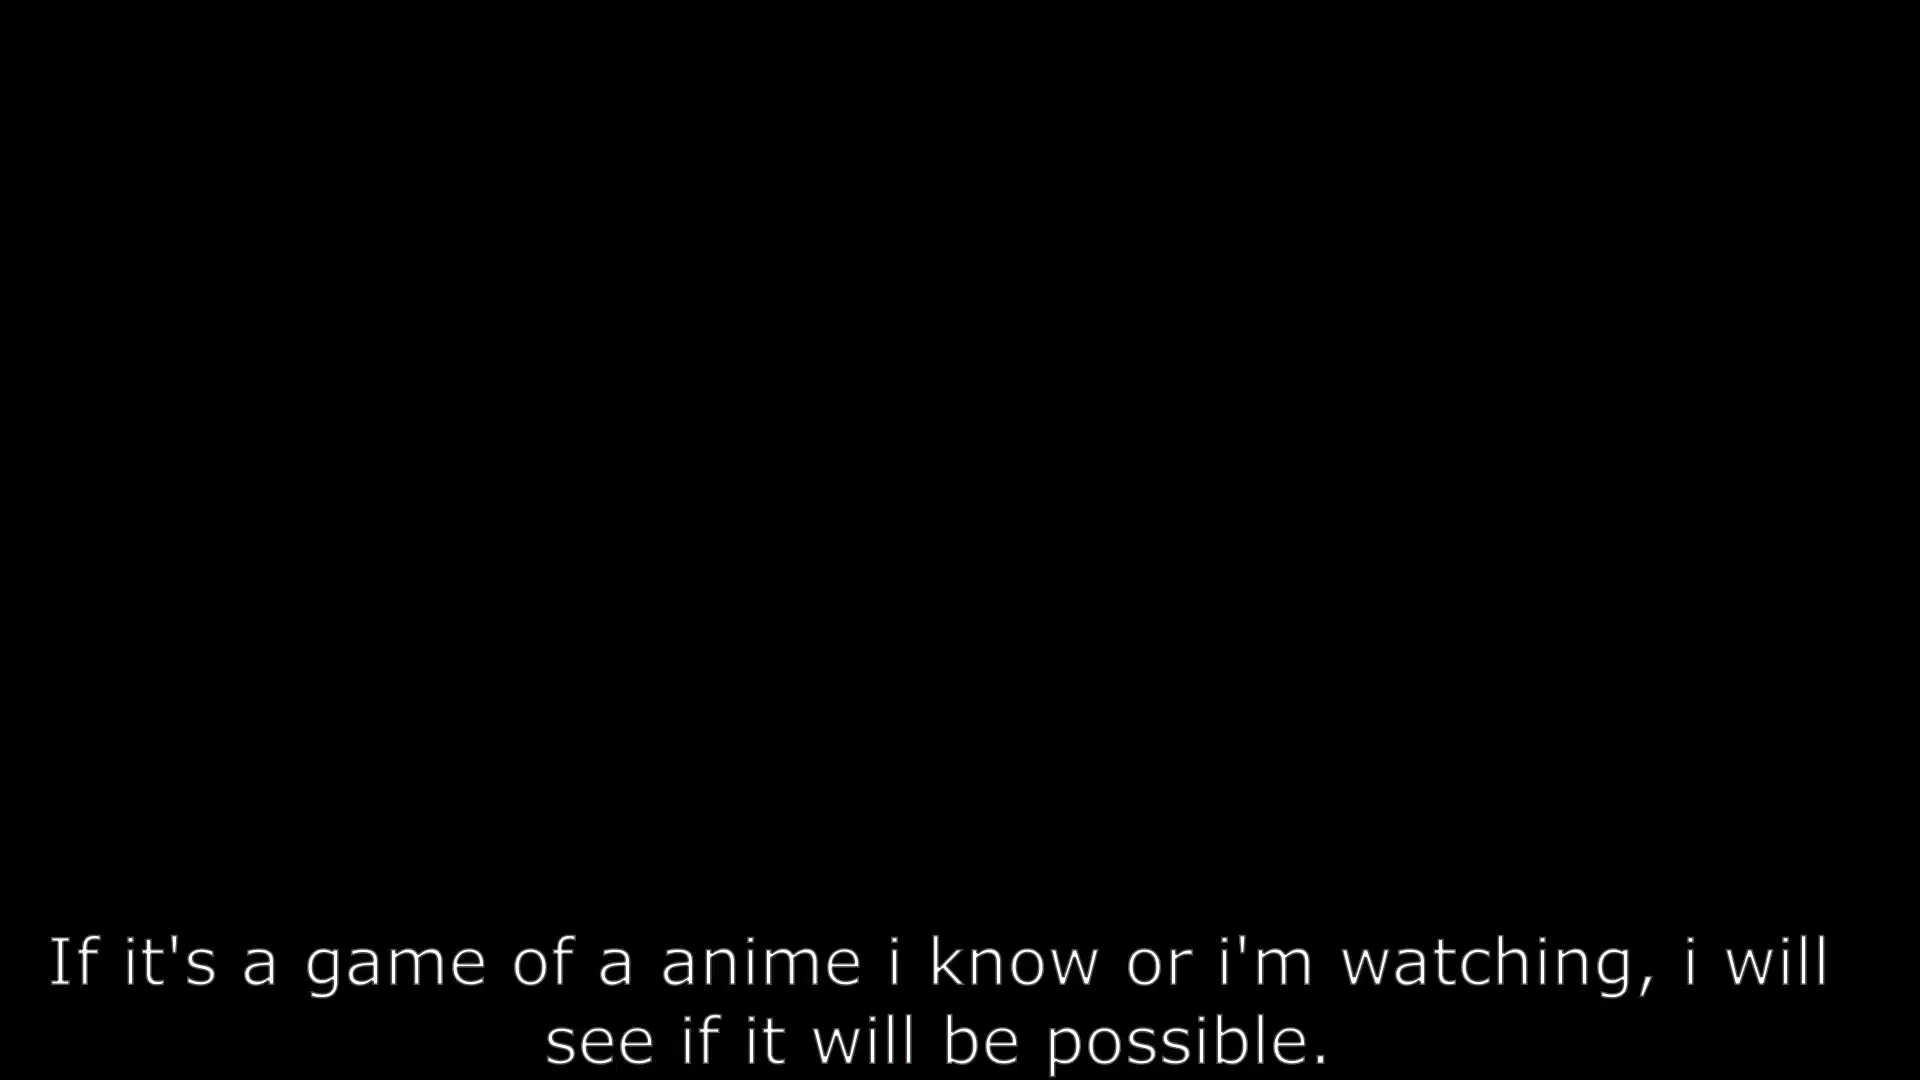 If it's a game of a anime i know or i'm watching, i will
see if it will be possible.